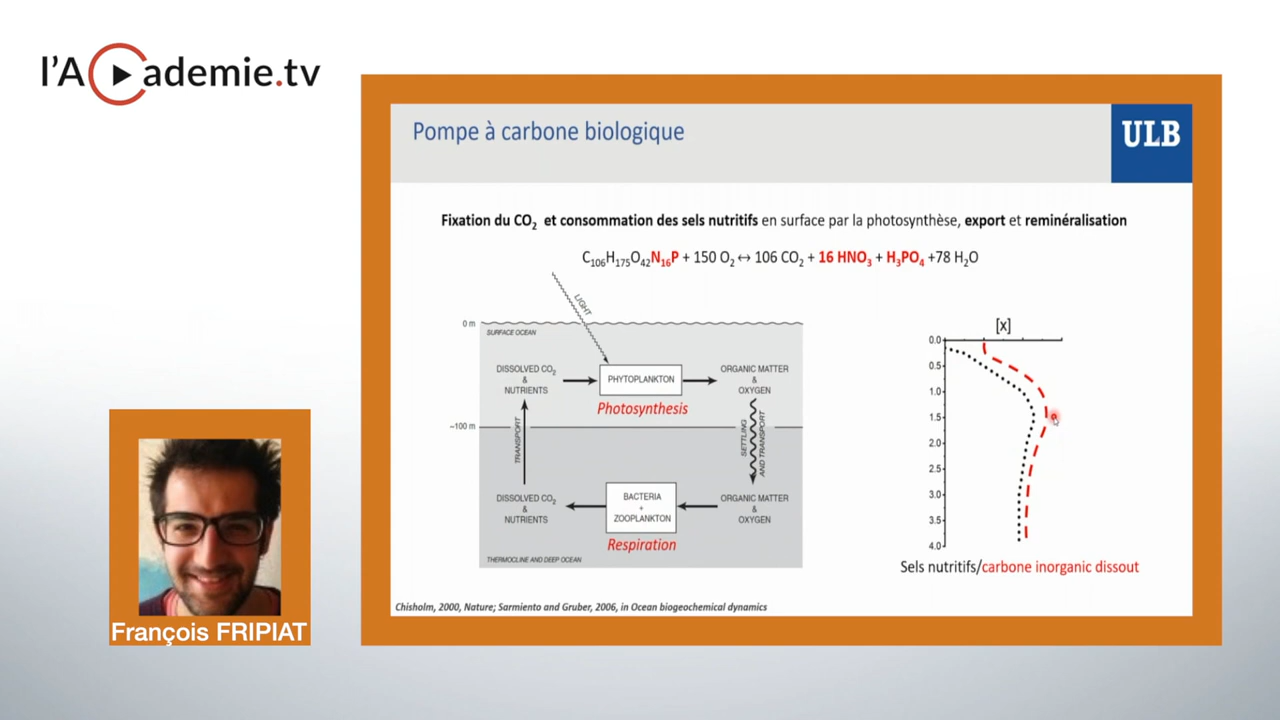 l'Academie.tv
Pompe à carbone biologique
ULB
Fixation du CO₂ et consommation des sels nutritifs en surface par la photosynthèse, export et reminéralisation
C₁₀₆H₁₇₅O₄₂N₁₆P + 150 O₂ ↔ 106 CO₂ + 16 HNO₃ + H₃PO₄ +78 H₂O
LIGHT
0 m
SURFACE OCEAN
DISSOLVED CO₂
&
NUTRIENTS
PHYTOPLANKTON
ORGANIC MATTER
&
OXYGEN
Photosynthesis
~100 m
TRANSPORT
SETTLING
AND TRANSPORT
DISSOLVED CO₂
&
NUTRIENTS
BACTERIA
+
ZOOPLANKTON
ORGANIC MATTER
&
OXYGEN
Respiration
THERMOCLINE AND DEEP OCEAN
[x]
0.0
0.5
1.0
1.5
2.0
2.5
3.0
3.5
4.0
Sels nutritifs/carbone inorganic dissout
Chisholm, 2000, Nature; Sarmiento and Gruber, 2006, in Ocean biogeochemical dynamics
François FRIPIAT